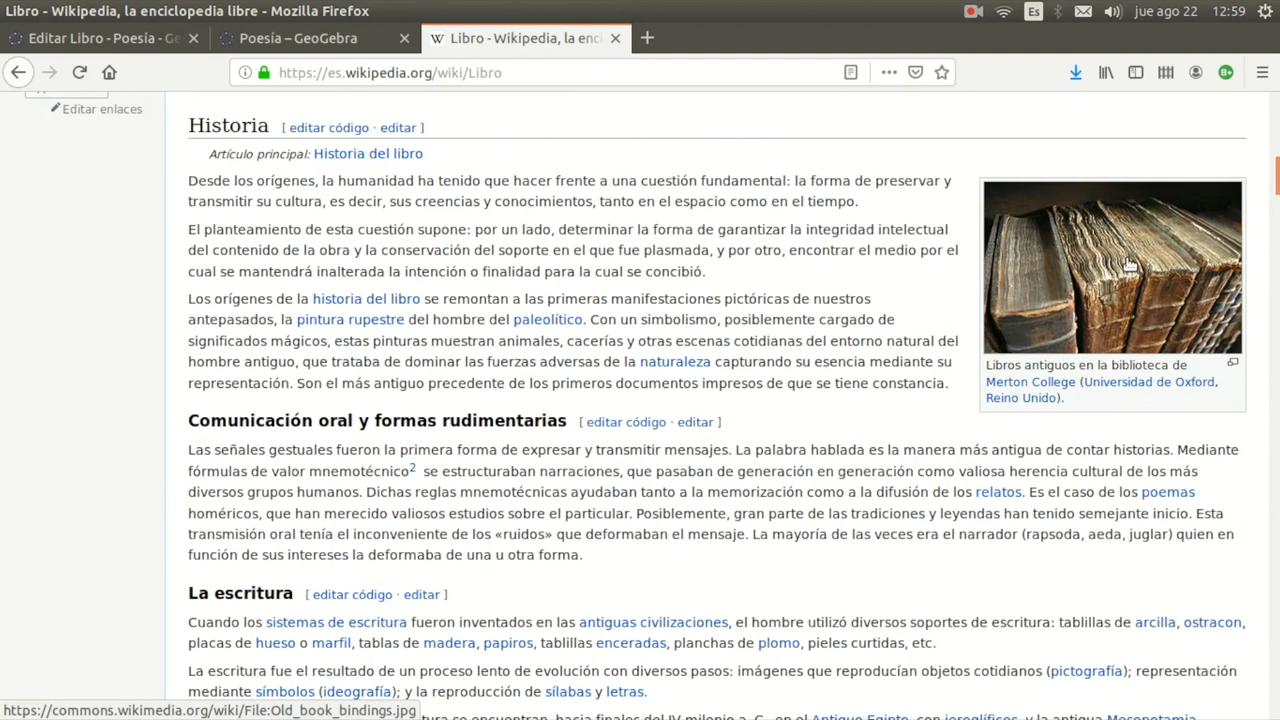 Libro - Wikipedia, la enciclopedia libre - Mozilla Firefox
Es
jue ago 22
12:59
Editar Libro - Poesía - Ge
Poesía – GeoGebra
W Libro - Wikipedia, la enci
https://es.wikipedia.org/wiki/Libro
B+
Editar enlaces
Historia [ editar código · editar ]
Artículo principal: Historia del libro
Desde los orígenes, la humanidad ha tenido que hacer frente a una cuestión fundamental: la forma de preservar y
transmitir su cultura, es decir, sus creencias y conocimientos, tanto en el espacio como en el tiempo.
El planteamiento de esta cuestión supone: por un lado, determinar la forma de garantizar la integridad intelectual
del contenido de la obra y la conservación del soporte en el que fue plasmada, y por otro, encontrar el medio por el
cual se mantendrá inalterada la intención o finalidad para la cual se concibió.
Los orígenes de la historia del libro se remontan a las primeras manifestaciones pictóricas de nuestros
antepasados, la pintura rupestre del hombre del paleolítico. Con un simbolismo, posiblemente cargado de
significados mágicos, estas pinturas muestran animales, cacerías y otras escenas cotidianas del entorno natural del
hombre antiguo, que trataba de dominar las fuerzas adversas de la naturaleza capturando su esencia mediante su
representación. Son el más antiguo precedente de los primeros documentos impresos de que se tiene constancia.
Libros antiguos en la biblioteca de
Merton College (Universidad de Oxford,
Reino Unido).
Comunicación oral y formas rudimentarias [ editar código · editar ]
Las señales gestuales fueron la primera forma de expresar y transmitir mensajes. La palabra hablada es la manera más antigua de contar historias. Mediante
fórmulas de valor mnemotécnico2 se estructuraban narraciones, que pasaban de generación en generación como valiosa herencia cultural de los más
diversos grupos humanos. Dichas reglas mnemotécnicas ayudaban tanto a la memorización como a la difusión de los relatos. Es el caso de los poemas
homéricos, que han merecido valiosos estudios sobre el particular. Posiblemente, gran parte de las tradiciones y leyendas han tenido semejante inicio. Esta
transmisión oral tenía el inconveniente de los «ruidos» que deformaban el mensaje. La mayoría de las veces era el narrador (rapsoda, aeda, juglar) quien en
función de sus intereses la deformaba de una u otra forma.
La escritura [ editar código · editar ]
Cuando los sistemas de escritura fueron inventados en las antiguas civilizaciones, el hombre utilizó diversos soportes de escritura: tablillas de arcilla, ostracon,
placas de hueso o marfil, tablas de madera, papiros, tablillas enceradas, planchas de plomo, pieles curtidas, etc.
La escritura fue el resultado de un proceso lento de evolución con diversos pasos: imágenes que reproducían objetos cotidianos (pictografía); representación
mediante símbolos (ideografía); y la reproducción de sílabas y letras.
https://commons.wikimedia.org/wiki/File:Old_book_bindings.jpg
se encuentran, hacia finales del IV milenio a. C., en el Antiguo Egipto, con jeroglíficos, y la antigua Mesopotamia